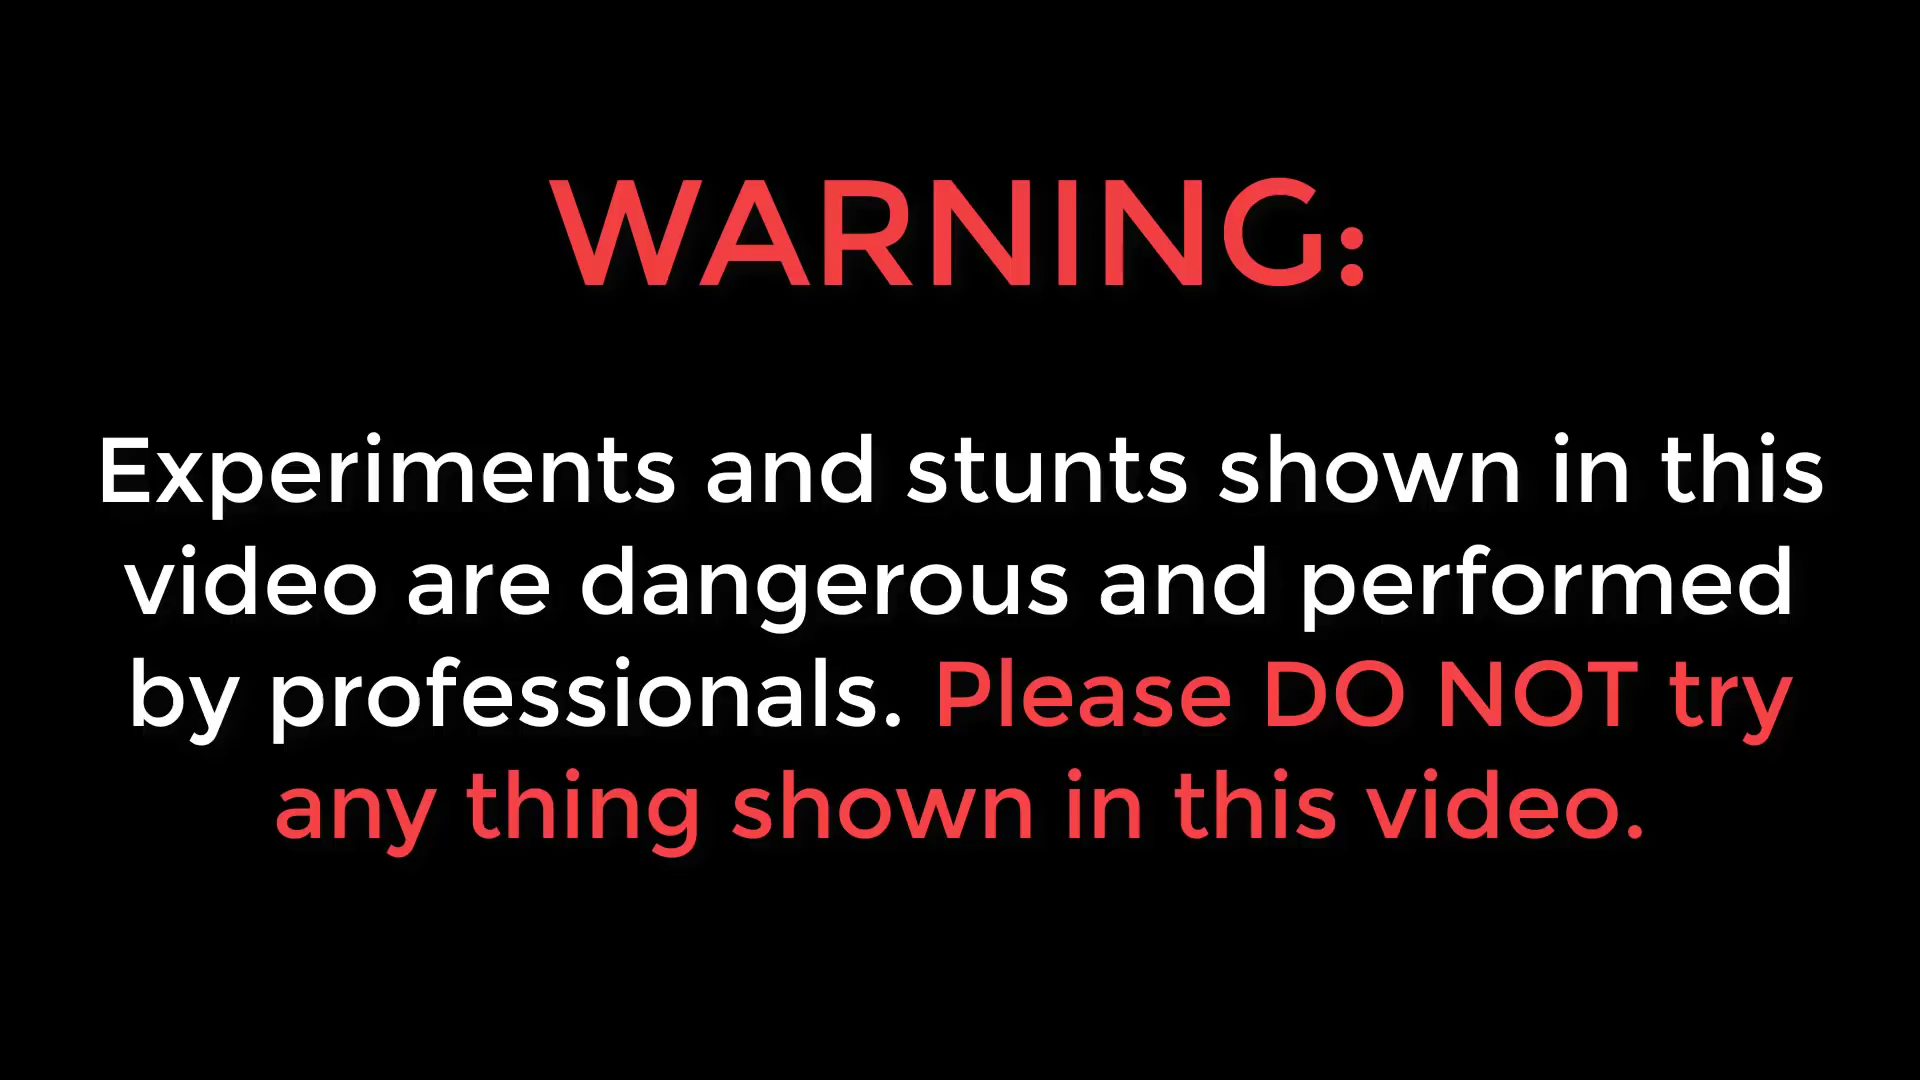 WARNING:
Experiments and stunts shown in this
video are dangerous and performed
by professionals. Please DO NOT try
any thing shown in this video.